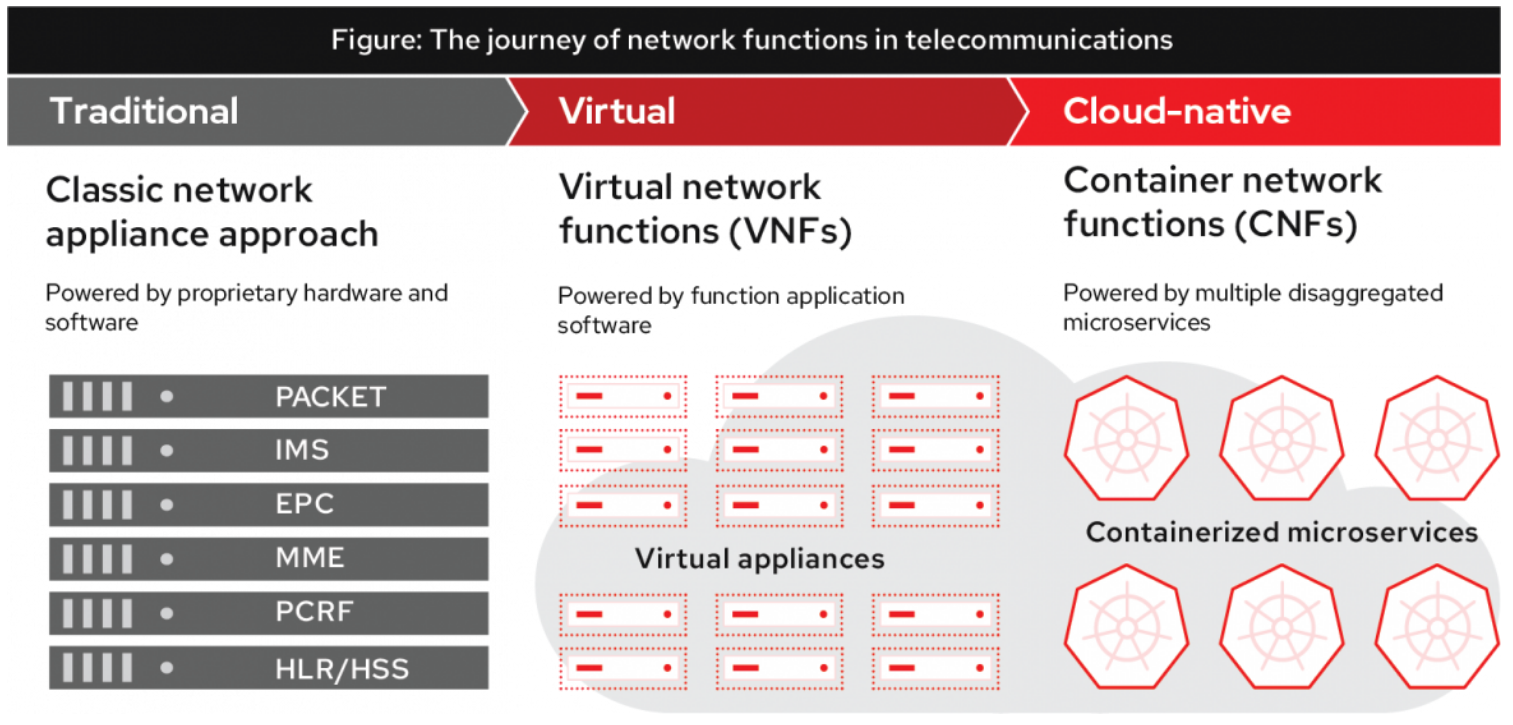 Figure: The journey of network functions in telecommunications
Traditional
Virtual
Cloud-native
Classic network
appliance approach
Powered by proprietary hardware and
software
PACKET
IMS
EPC
MME
PCRF
HLR/HSS
Virtual network
functions (VNFs)
Powered by function application
software
Virtual appliances
Container network
functions (CNFs)
Powered by multiple disaggregated
microservices
Containerized microservices